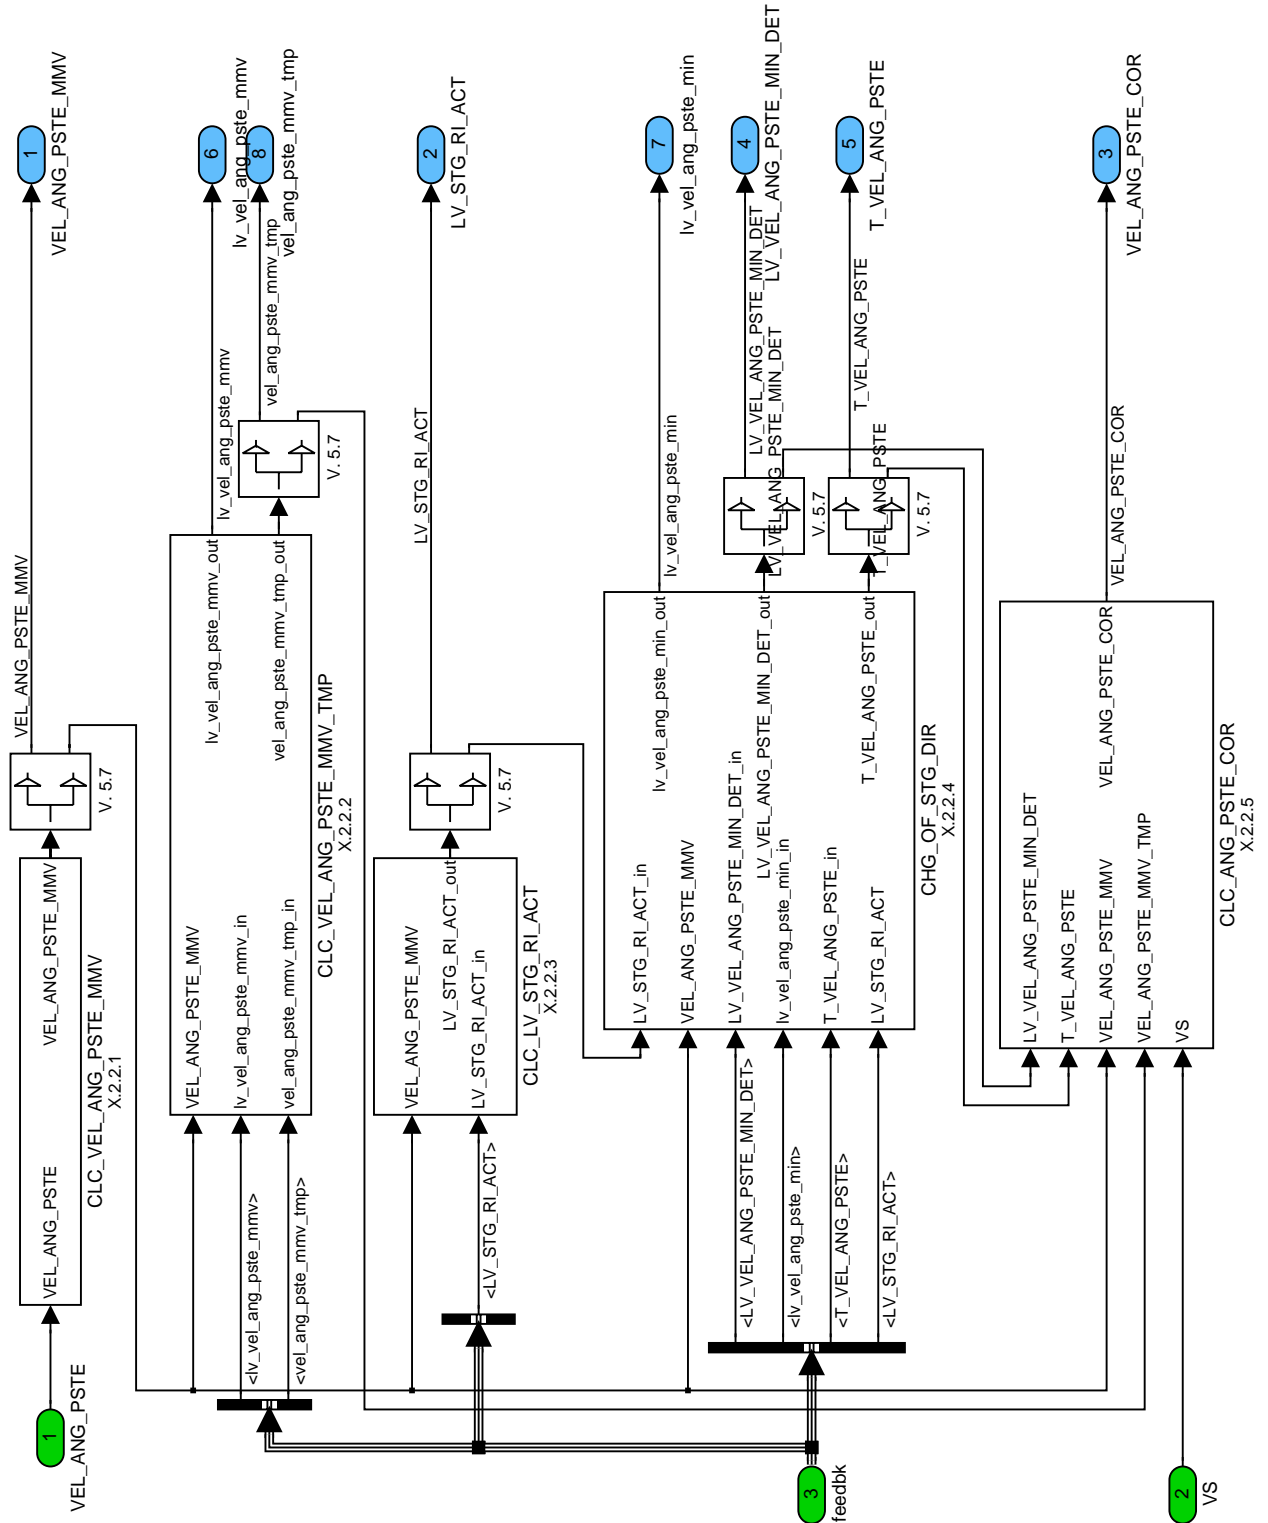 1
VEL_ANG_PSTE
VEL_ANG_PSTE
VEL_ANG_PSTE_MMV
CLC_VEL_ANG_PSTE_MMV
X.2.2.1
V. 5.7
VEL_ANG_PSTE_MMV
1
VEL_ANG_PSTE_MMV
<lv_vel_ang_pste_mmv>
<vel_ang_pste_mmv_tmp>
VEL_ANG_PSTE_MMV
lv_vel_ang_pste_mmv_in
vel_ang_pste_mmv_tmp_in
lv_vel_ang_pste_mmv_out
vel_ang_pste_mmv_tmp_out
CLC_VEL_ANG_PSTE_MMV_TMP
X.2.2.2
lv_vel_ang_pste_mmv
V. 5.7
vel_ang_pste_mmv_tmp
6
lv_vel_ang_pste_mmv
8
vel_ang_pste_mmv_tmp
<LV_STG_RI_ACT>
VEL_ANG_PSTE_MMV
LV_STG_RI_ACT_out
LV_STG_RI_ACT_in
CLC_LV_STG_RI_ACT
X.2.2.3
V. 5.7
LV_STG_RI_ACT
2
LV_STG_RI_ACT
3
feedbk
<LV_VEL_ANG_PSTE_MIN_DET>
<lv_vel_ang_pste_min>
<T_VEL_ANG_PSTE>
<LV_STG_RI_ACT>
LV_STG_RI_ACT_in
VEL_ANG_PSTE_MMV
LV_VEL_ANG_PSTE_MIN_DET_in
lv_vel_ang_pste_min_in
T_VEL_ANG_PSTE_in
LV_STG_RI_ACT
lv_vel_ang_pste_min_out
LV_VEL_ANG_PSTE_MIN_DET_out
T_VEL_ANG_PSTE_out
CHG_OF_STG_DIR
X.2.2.4
lv_vel_ang_pste_min
7
lv_vel_ang_pste_min
LV_VEL_ANG_PSTE_MIN_DET
V. 5.7
LV_VEL_ANG_PSTE_MIN_DET
4
LV_VEL_ANG_PSTE_MIN_DET
T_VEL_ANG_PSTE
V. 5.7
T_VEL_ANG_PSTE
5
T_VEL_ANG_PSTE
2
VS
LV_VEL_ANG_PSTE_MIN_DET
T_VEL_ANG_PSTE
VEL_ANG_PSTE_MMV
VEL_ANG_PSTE_MMV_TMP
VS
VEL_ANG_PSTE_COR
CLC_ANG_PSTE_COR
X.2.2.5
VEL_ANG_PSTE_COR
3
VEL_ANG_PSTE_COR